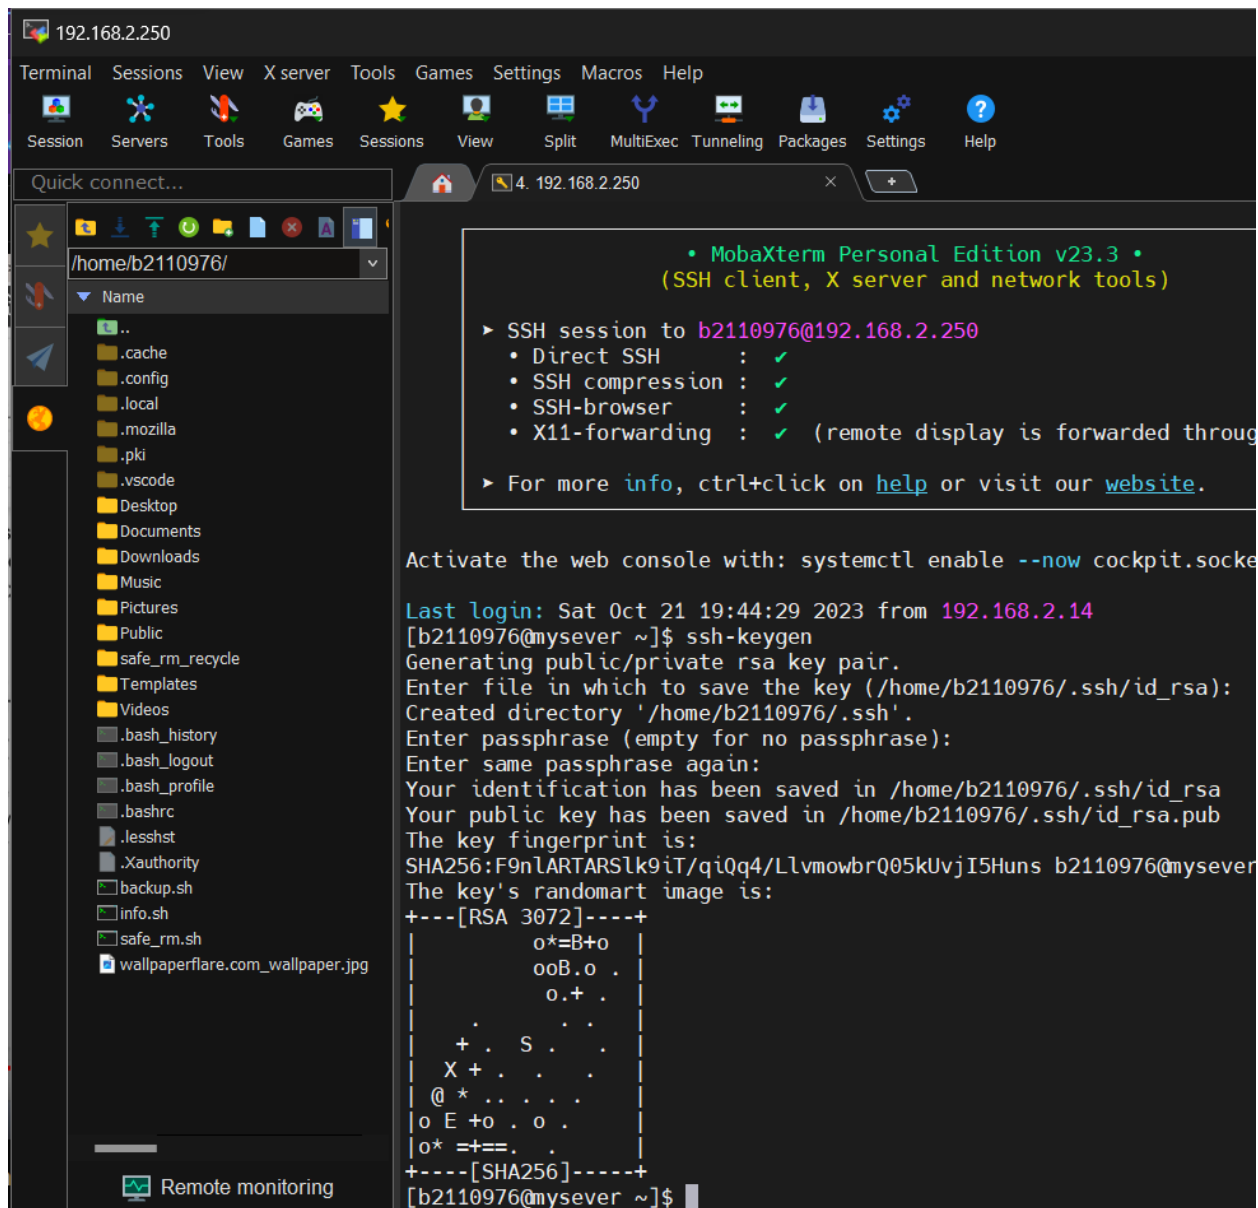 192.168.2.250
Terminal Sessions View X server Tools Games Settings Macros Help
Session Servers Tools Games Sessions View Split MultiExec Tunneling Packages Settings Help
Quick connect...
4. 192.168.2.250
/home/b2110976/
Name
..
.cache
.config
.local
.mozilla
.pki
.vscode
Desktop
Documents
Downloads
Music
Pictures
Public
safe_rm_recycle
Templates
Videos
.bash_history
.bash_logout
.bash_profile
.bashrc
.lesshst
.Xauthority
backup.sh
info.sh
safe_rm.sh
wallpaperflare.com_wallpaper.jpg
Remote monitoring
• MobaXterm Personal Edition v23.3 •
(SSH client, X server and network tools)
➤ SSH session to b2110976@192.168.2.250
• Direct SSH : ✔
• SSH compression : ✔
• SSH-browser : ✔
• X11-forwarding : ✔ (remote display is forwarded throug
➤ For more info, ctrl+click on help or visit our website.
Activate the web console with: systemctl enable --now cockpit.socke
Last login: Sat Oct 21 19:44:29 2023 from 192.168.2.14
[b2110976@mysever ~]$ ssh-keygen
Generating public/private rsa key pair.
Enter file in which to save the key (/home/b2110976/.ssh/id_rsa):
Created directory '/home/b2110976/.ssh'.
Enter passphrase (empty for no passphrase):
Enter same passphrase again:
Your identification has been saved in /home/b2110976/.ssh/id_rsa
Your public key has been saved in /home/b2110976/.ssh/id_rsa.pub
The key fingerprint is:
SHA256:F9nlARTARSlk9iT/qiQq4/LlvmowbrQ05kUvjI5Huns b2110976@mysever
The key's randomart image is:
+---[RSA 3072]----+
|         o*=B+o  |
|         ooB.o . |
|          o.+ .  |
|    .      . .   |
|   + .  S .   .  |
|  X + .  .   .   |
| @ * .. . . .    |
|o E +o . o .     |
|o* =+==.  .      |
+----[SHA256]-----+
[b2110976@mysever ~]$